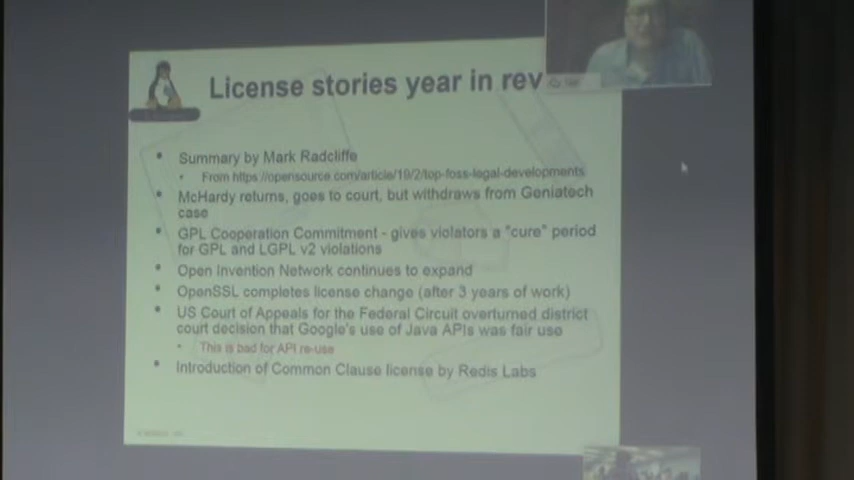 License stories year in rev
Summary by Mark Radcliffe
From https://opensource.com/article/19/2/top-foss-legal-developments
McHardy returns, goes to court, but withdraws from Geniatech
case
GPL Cooperation Commitment - gives violators a "cure" period
for GPL and LGPL v2 violations
Open Invention Network continues to expand
OpenSSL completes license change (after 3 years of work)
US Court of Appeals for the Federal Circuit overturned district
court decision that Google's use of Java APIs was fair use
This is bad for API re-use
Introduction of Common Clause license by Redis Labs